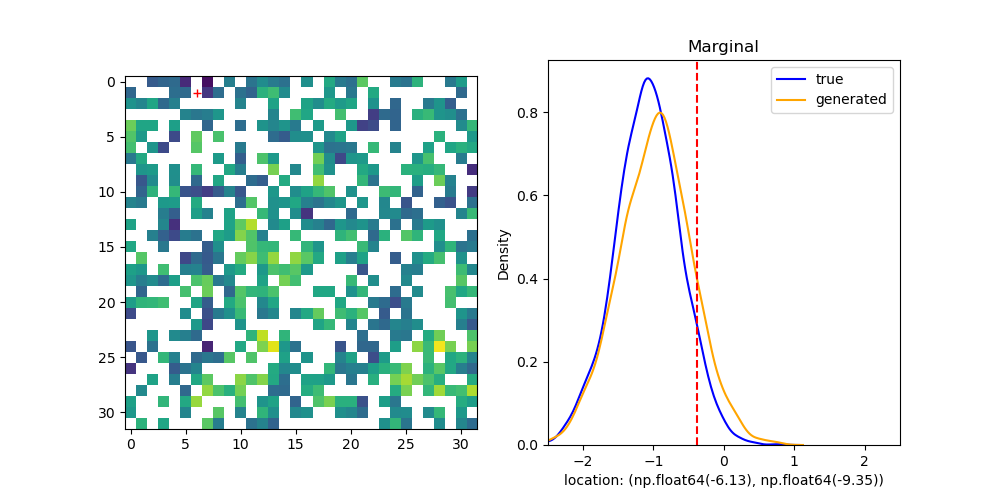 Marginal
true
generated
Density
0
5
10
15
20
25
30
0 5 10 15 20 25 30
0.8
0.6
0.4
0.2
0.0
−2 −1 0 1 2
location: (np.float64(-6.13), np.float64(-9.35))